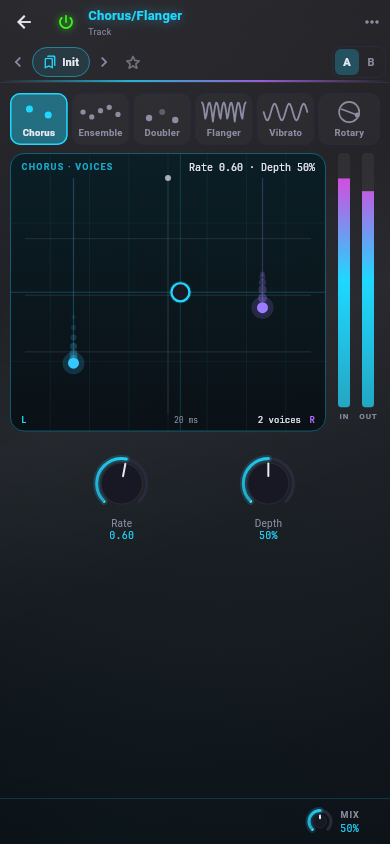 Chorus/Flanger
Track
Init
A B
Chorus Ensemble Doubler Flanger Vibrato Rotary
CHORUS · VOICES Rate 0.60 · Depth 50%
L 20 ms 2 voices R
IN OUT
Rate Depth
0.60 50%
MIX
50%